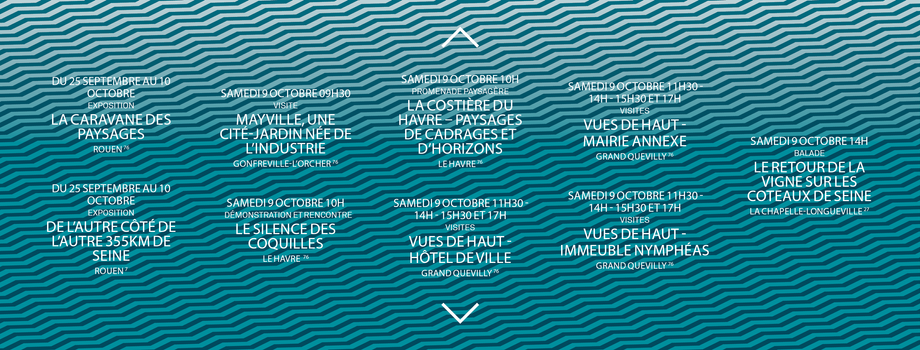 DU 25 SEPTEMBRE AU 10
OCTOBRE
EXPOSITION
LA CARAVANE DES
PAYSAGES
ROUEN 76
DU 25 SEPTEMBRE AU 10
OCTOBRE
EXPOSITION
DE L'AUTRE CÔTÉ DE
L'AUTRE 355KM DE
SEINE
ROUEN 7
SAMEDI 9 OCTOBRE 09H30
VISITE
MAYVILLE, UNE
CITÉ-JARDIN NÉE DE
L'INDUSTRIE
GONFREVILLE-L'ORCHER 76
SAMEDI 9 OCTOBRE 10H
DÉMONSTRATION ET RENCONTRE
LE SILENCE DES
COQUILLES
LE HAVRE 76
SAMEDI 9 OCTOBRE 10H
PROMENADE PAYSAGÈRE
LA COSTIÈRE DU
HAVRE – PAYSAGES
DE CADRAGES ET
D'HORIZONS
LE HAVRE 76
SAMEDI 9 OCTOBRE 11H30 -
14H - 15H30 ET 17H
VISITES
VUES DE HAUT -
HÔTEL DE VILLE
GRAND QUEVILLY 76
SAMEDI 9 OCTOBRE 11H30 -
14H - 15H30 ET 17H
VISITES
VUES DE HAUT -
MAIRIE ANNEXE
GRAND QUEVILLY 76
SAMEDI 9 OCTOBRE 11H30 -
14H - 15H30 ET 17H
VISITES
VUES DE HAUT -
IMMEUBLE NYMPHÉAS
GRAND QUEVILLY 76
SAMEDI 9 OCTOBRE 14H
BALADE
LE RETOUR DE LA
VIGNE SUR LES
COTEAUX DE SEINE
LA CHAPELLE-LONGUEVILLE 27